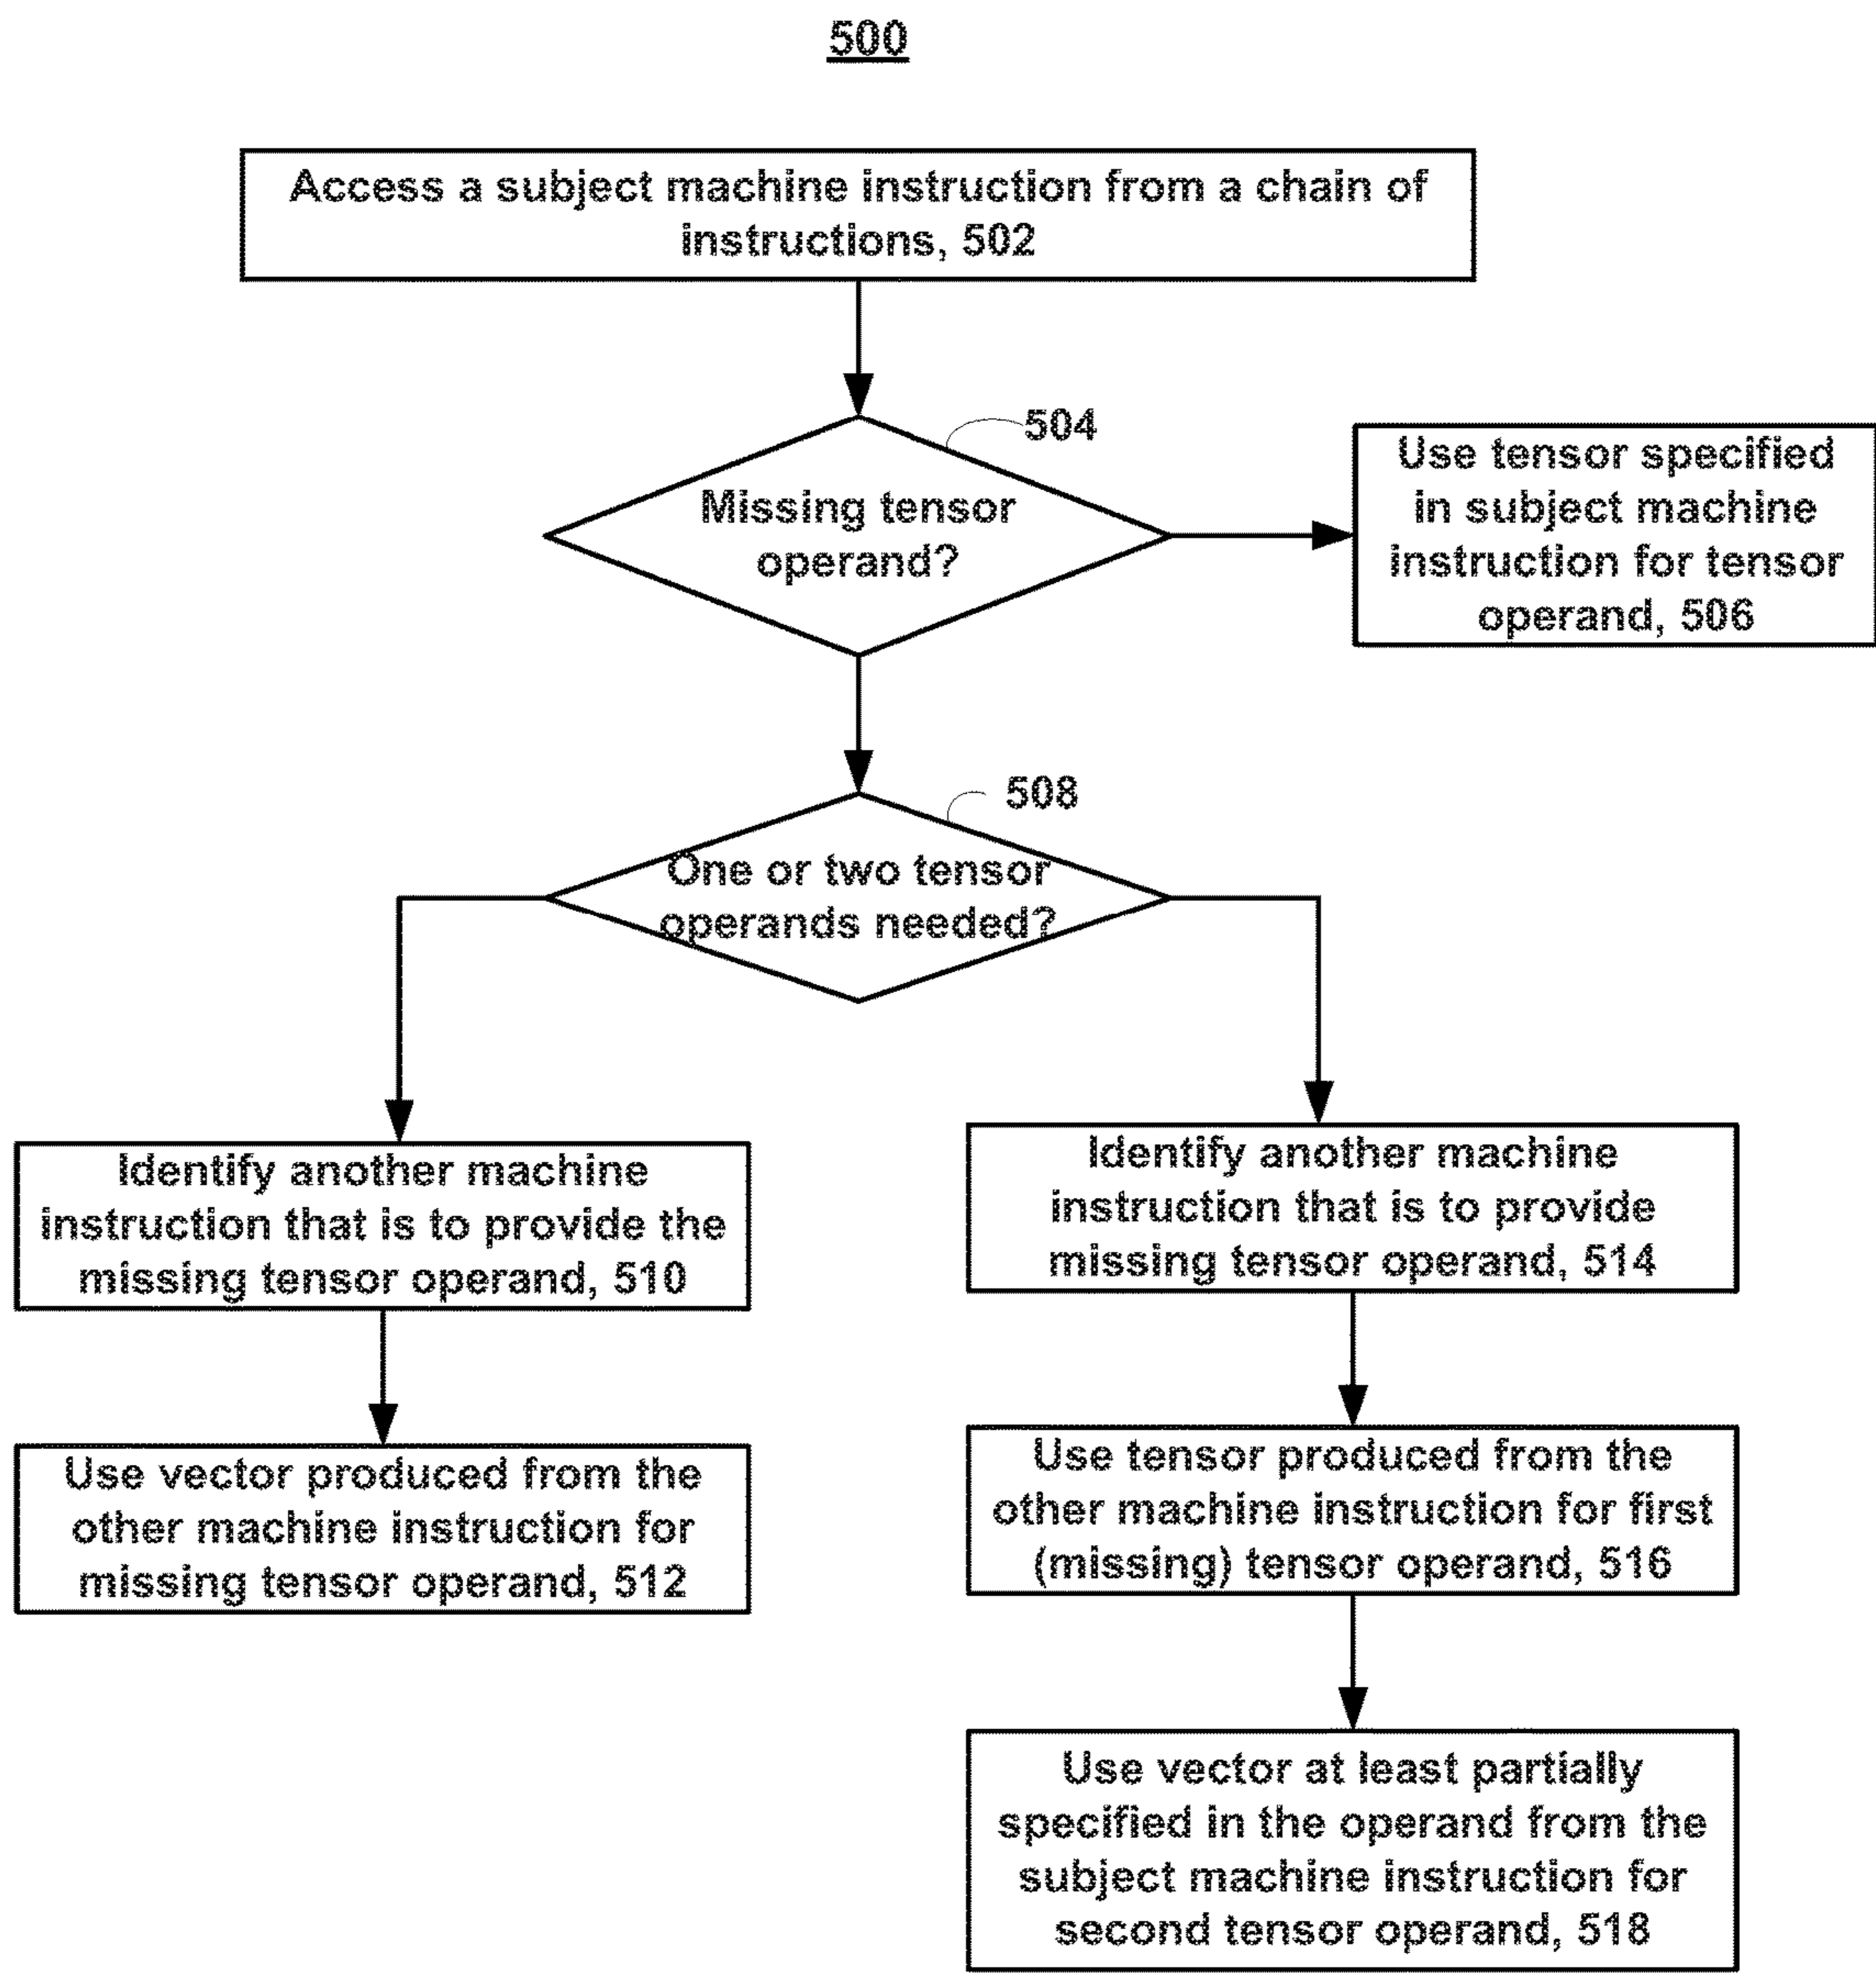 500
Access a subject machine instruction from a chain of
instructions, 502
504
Missing tensor
operand?
Use tensor specified
in subject machine
instruction for tensor
operand, 506
508
One or two tensor
operands needed?
Identify another machine
instruction that is to provide the
missing tensor operand, 510
Use vector produced from the
other machine instruction for
missing tensor operand, 512
Identify another machine
instruction that is to provide
missing tensor operand, 514
Use tensor produced from the
other machine instruction for first
(missing) tensor operand, 516
Use vector at least partially
specified in the operand from the
subject machine instruction for
second tensor operand, 518